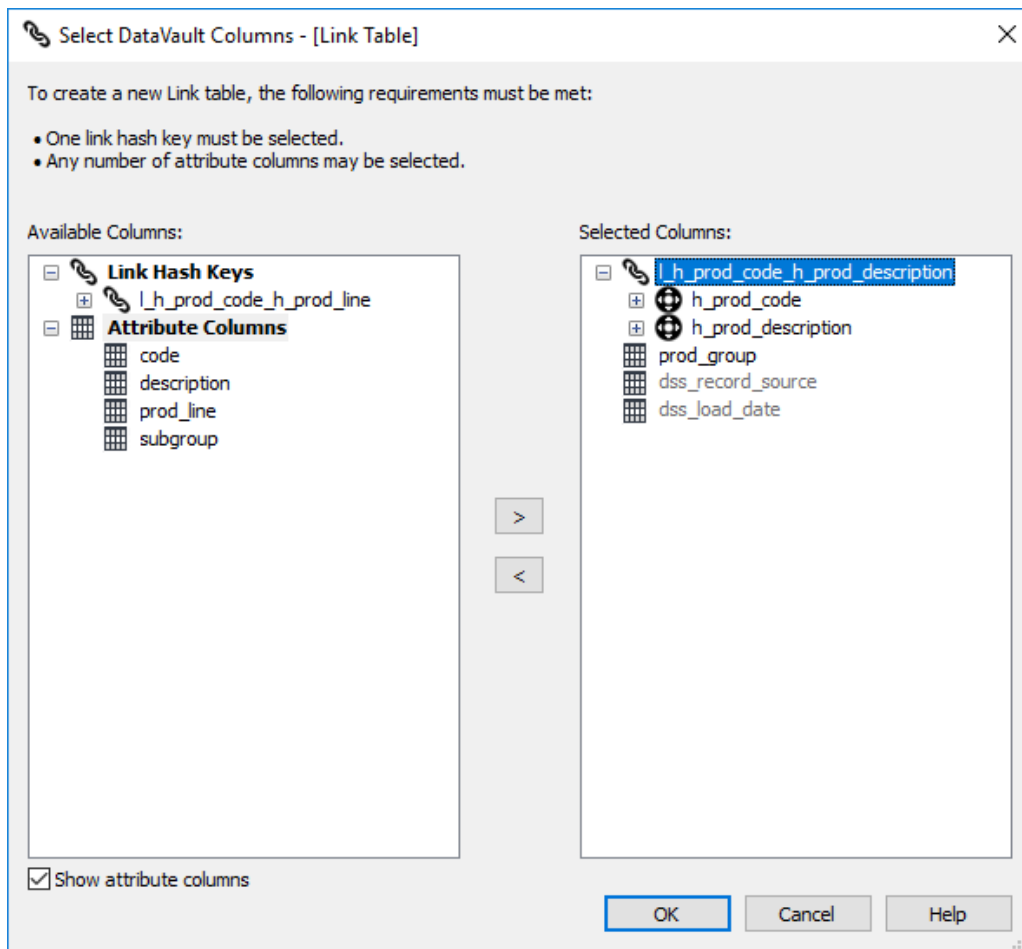 Select DataVault Columns - [Link Table]
To create a new Link table, the following requirements must be met:
• One link hash key must be selected.
• Any number of attribute columns may be selected.
Available Columns:
Link Hash Keys
l_h_prod_code_h_prod_line
Attribute Columns
code
description
prod_line
subgroup
>
<
Selected Columns:
l_h_prod_code_h_prod_description
h_prod_code
h_prod_description
prod_group
dss_record_source
dss_load_date
Show attribute columns
OK Cancel Help